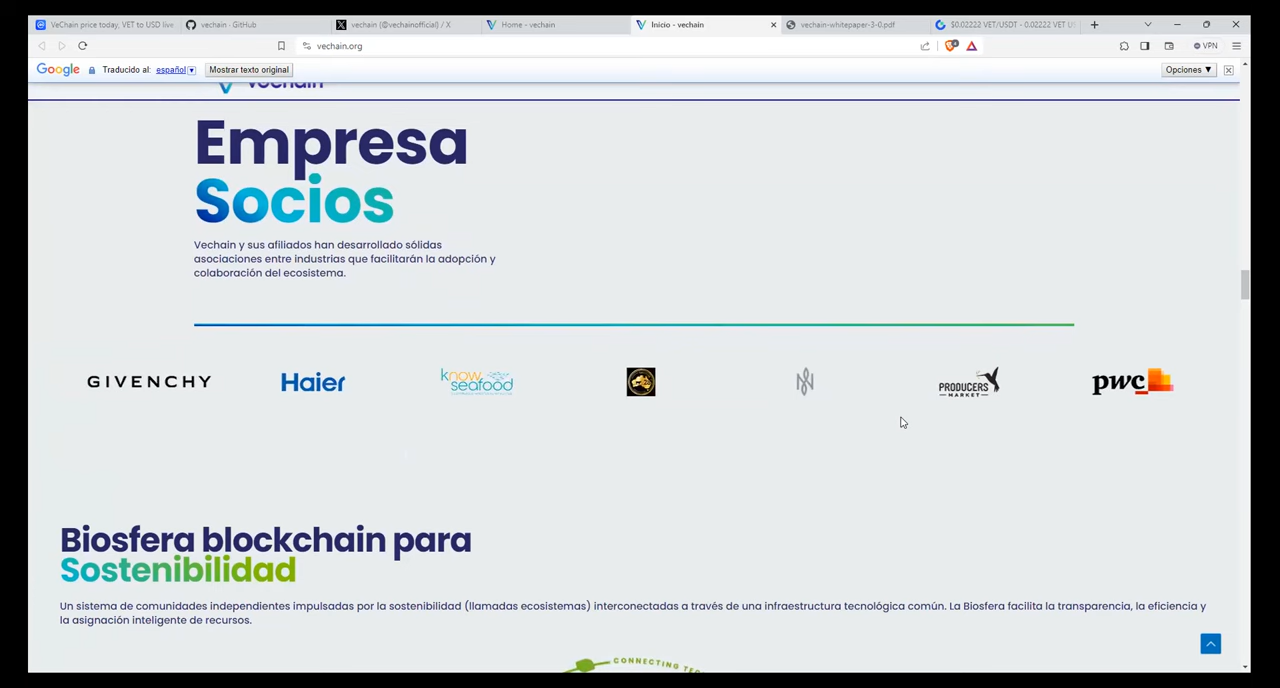 VeChain price today, VET to USD live
vechain · GitHub
vechain (@vechainofficial) / X
Home - vechain
Inicio - vechain
vechain-whitepaper-3-0.pdf
$0.02222 VET/USDT - 0.02222 VET US
vechain.org
VPN
Google
Traducido al: español
Mostrar texto original
Opciones ▼
vechain
Empresa
Socios
Vechain y sus afiliados han desarrollado sólidas
asociaciones entre industrias que facilitarán la adopción y
colaboración del ecosistema.
GIVENCHY
Haier
know
seafood
PRODUCERS
MARKET
pwc
Biosfera blockchain para
Sostenibilidad
Un sistema de comunidades independientes impulsadas por la sostenibilidad (llamadas ecosistemas) interconectadas a través de una infraestructura tecnológica común. La Biosfera facilita la transparencia, la eficiencia y
la asignación inteligente de recursos.